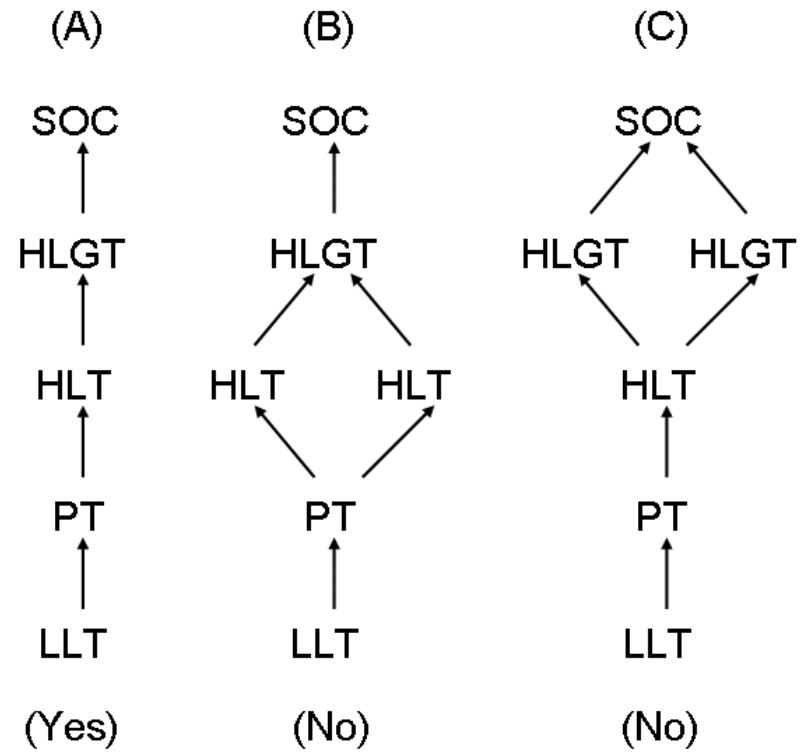 (A) (B) (C)
SOC SOC SOC
HLGT HLGT HLGT HLGT
HLT HLT HLT HLT
PT PT PT
LLT LLT LLT
(Yes) (No) (No)